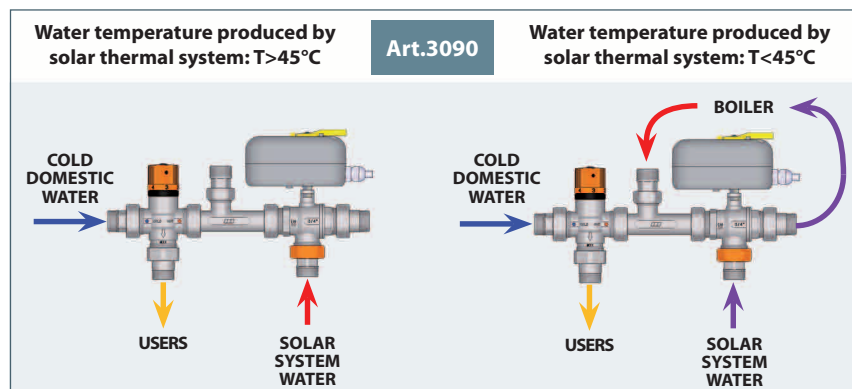 Water temperature produced by
solar thermal system: T>45°C
Art.3090
Water temperature produced by
solar thermal system: T<45°C
COLD
DOMESTIC
WATER
USERS
SOLAR
SYSTEM
WATER
BOILER
COLD
DOMESTIC
WATER
USERS
SOLAR
SYSTEM
WATER